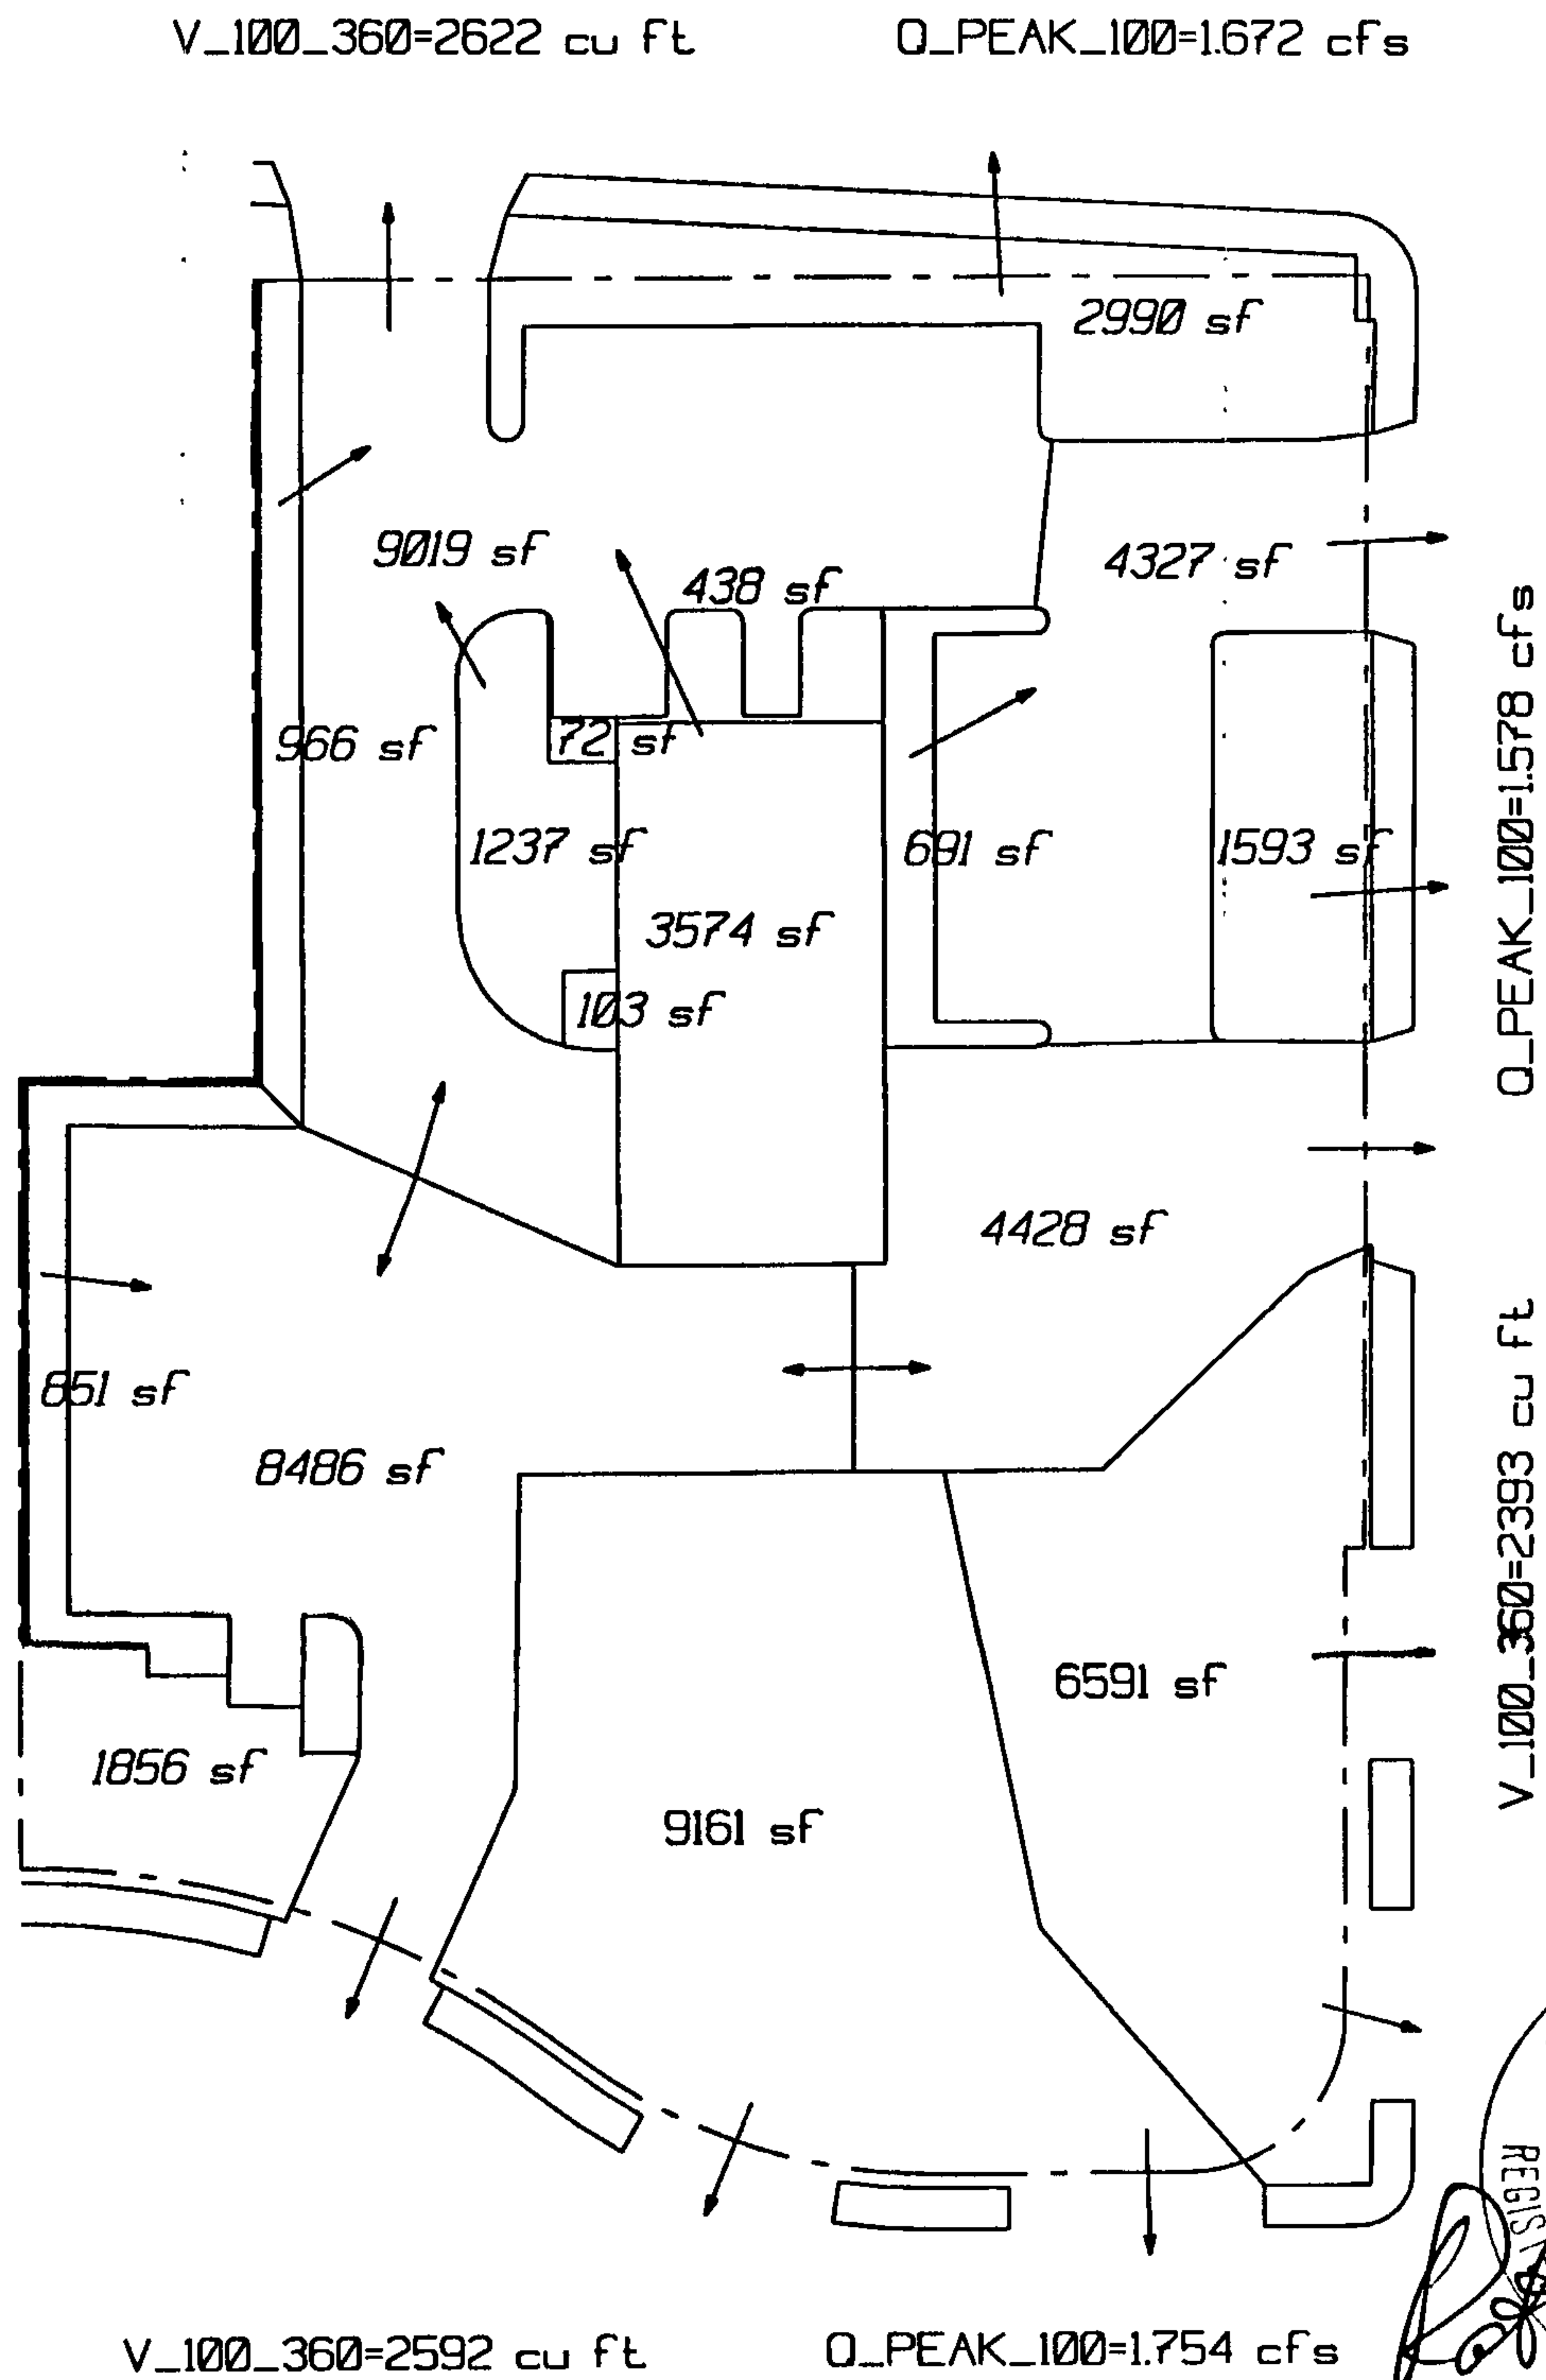 V_100_360=2622 cu ft
Q_PEAK_100=1.672 cfs
2990 sf
9019 sf
438 sf
4327 sf
966 sf
72 sf
1237 sf
691 sf
1593 sf
3574 sf
103 sf
Q_PEAK_100=1.578 cfs
4428 sf
851 sf
8486 sf
V_100_360=2393 cu ft
6591 sf
1856 sf
9161 sf
REGIST
V_100_360=2592 cu ft
Q_PEAK_100=1.754 cfs